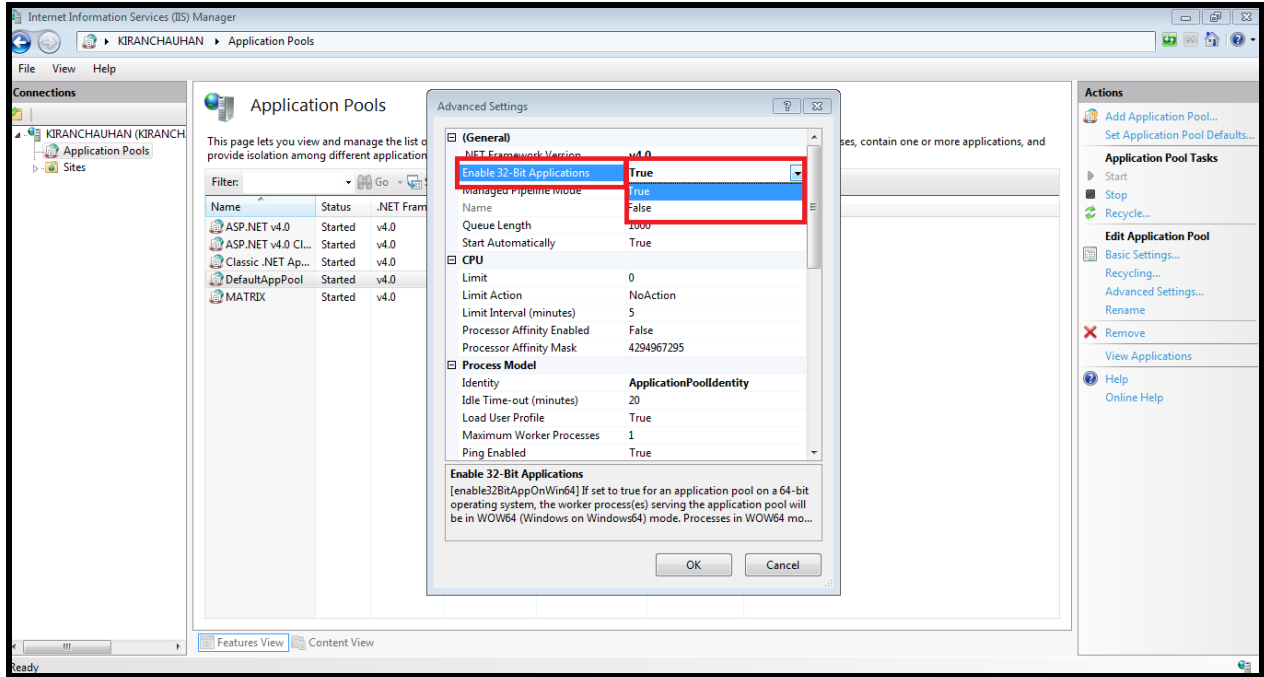 Internet Information Services (IIS) Manager
KIRANCHAUHAN Application Pools
File View Help
Connections
KIRANCHAUHAN (KIRANCH
Application Pools
Sites
Application Pools
This page lets you view and manage the list o
provide isolation among different application
ses, contain one or more applications, and
Filter: Go
Name Status .NET Fram
ASP.NET v4.0 Started v4.0
ASP.NET v4.0 Cl... Started v4.0
Classic .NET Ap... Started v4.0
DefaultAppPool Started v4.0
MATRIX Started v4.0
Advanced Settings
(General)
.NET Framework Version v4.0
Enable 32-Bit Applications True
Managed Pipeline Mode True
Name False
Queue Length 1000
Start Automatically True
CPU
Limit 0
Limit Action NoAction
Limit Interval (minutes) 5
Processor Affinity Enabled False
Processor Affinity Mask 4294967295
Process Model
Identity ApplicationPoolIdentity
Idle Time-out (minutes) 20
Load User Profile True
Maximum Worker Processes 1
Ping Enabled True
Enable 32-Bit Applications
[enable32BitAppOnWin64] If set to true for an application pool on a 64-bit
operating system, the worker process(es) serving the application pool will
be in WOW64 (Windows on Windows64) mode. Processes in WOW64 mo...
OK Cancel
Actions
Add Application Pool...
Set Application Pool Defaults...
Application Pool Tasks
Start
Stop
Recycle...
Edit Application Pool
Basic Settings...
Recycling...
Advanced Settings...
Rename
Remove
View Applications
Help
Online Help
Features View Content View
Ready